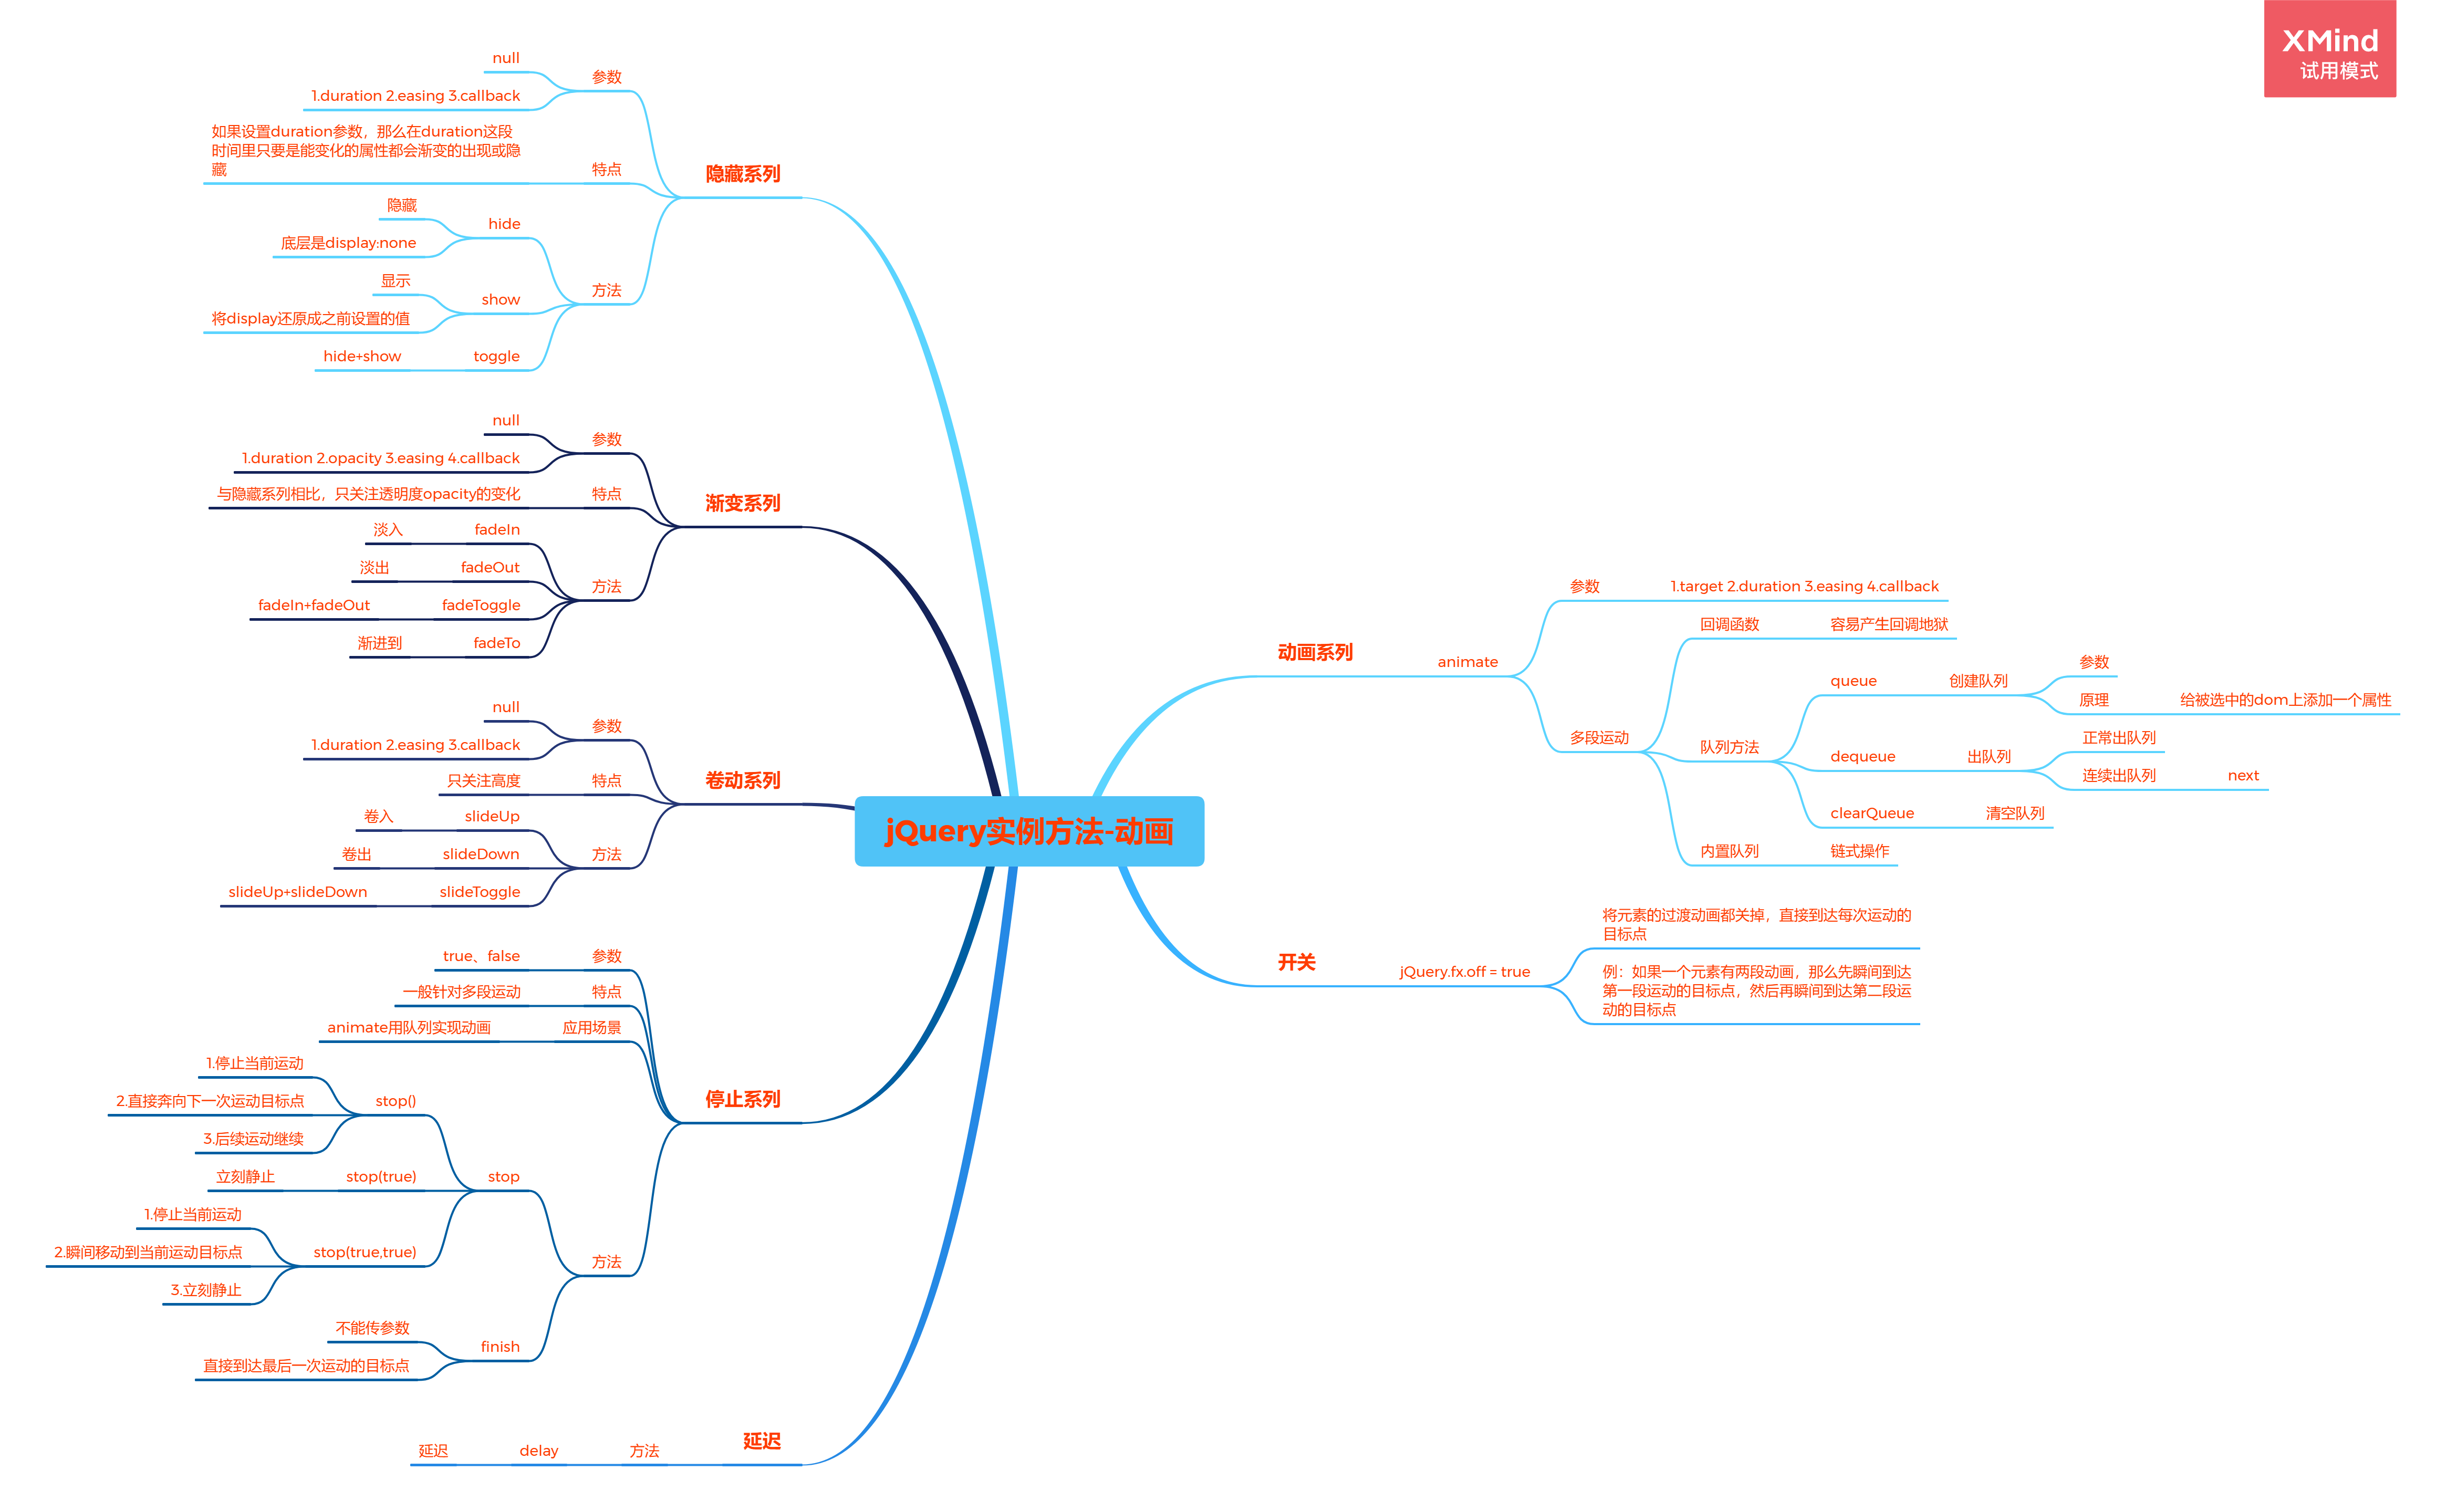 XMind
试用模式
jQuery实例方法-动画
动画系列
animate
参数
1.target 2.duration 3.easing 4.callback
多段运动
回调函数
容易产生回调地狱
队列方法
queue
创建队列
参数
原理
给被选中的dom上添加一个属性
dequeue
出队列
正常出队列
连续出队列
next
clearQueue
清空队列
内置队列
链式操作
开关
jQuery.fx.off = true
将元素的过渡动画都关掉，直接到达每次运动的
目标点
例：如果一个元素有两段动画，那么先瞬间到达
第一段运动的目标点，然后再瞬间到达第二段运
动的目标点
隐藏系列
参数
null
1.duration 2.easing 3.callback
特点
如果设置duration参数，那么在duration这段
时间里只要是能变化的属性都会渐变的出现或隐
藏
方法
hide
隐藏
底层是display:none
show
显示
将display还原成之前设置的值
toggle
hide+show
渐变系列
参数
null
1.duration 2.opacity 3.easing 4.callback
特点
与隐藏系列相比，只关注透明度opacity的变化
方法
fadeIn
淡入
fadeOut
淡出
fadeToggle
fadeIn+fadeOut
fadeTo
渐进到
卷动系列
参数
null
1.duration 2.easing 3.callback
特点
只关注高度
方法
slideUp
卷入
slideDown
卷出
slideToggle
slideUp+slideDown
停止系列
参数
true、false
特点
一般针对多段运动
应用场景
animate用队列实现动画
方法
stop
stop()
1.停止当前运动
2.直接奔向下一次运动目标点
3.后续运动继续
stop(true)
立刻静止
stop(true,true)
1.停止当前运动
2.瞬间移动到当前运动目标点
3.立刻静止
finish
不能传参数
直接到达最后一次运动的目标点
延迟
方法
delay
延迟